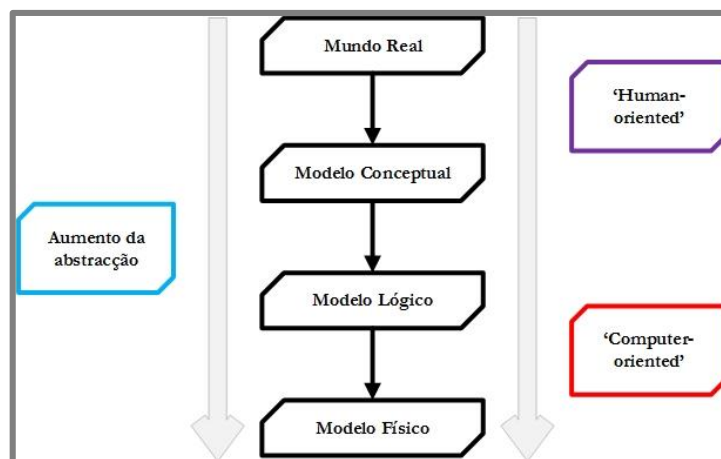 Mundo Real
‘Human-
oriented’
Modelo Conceptual
Aumento da
abstracção
Modelo Lógico
‘Computer-
oriented’
Modelo Físico